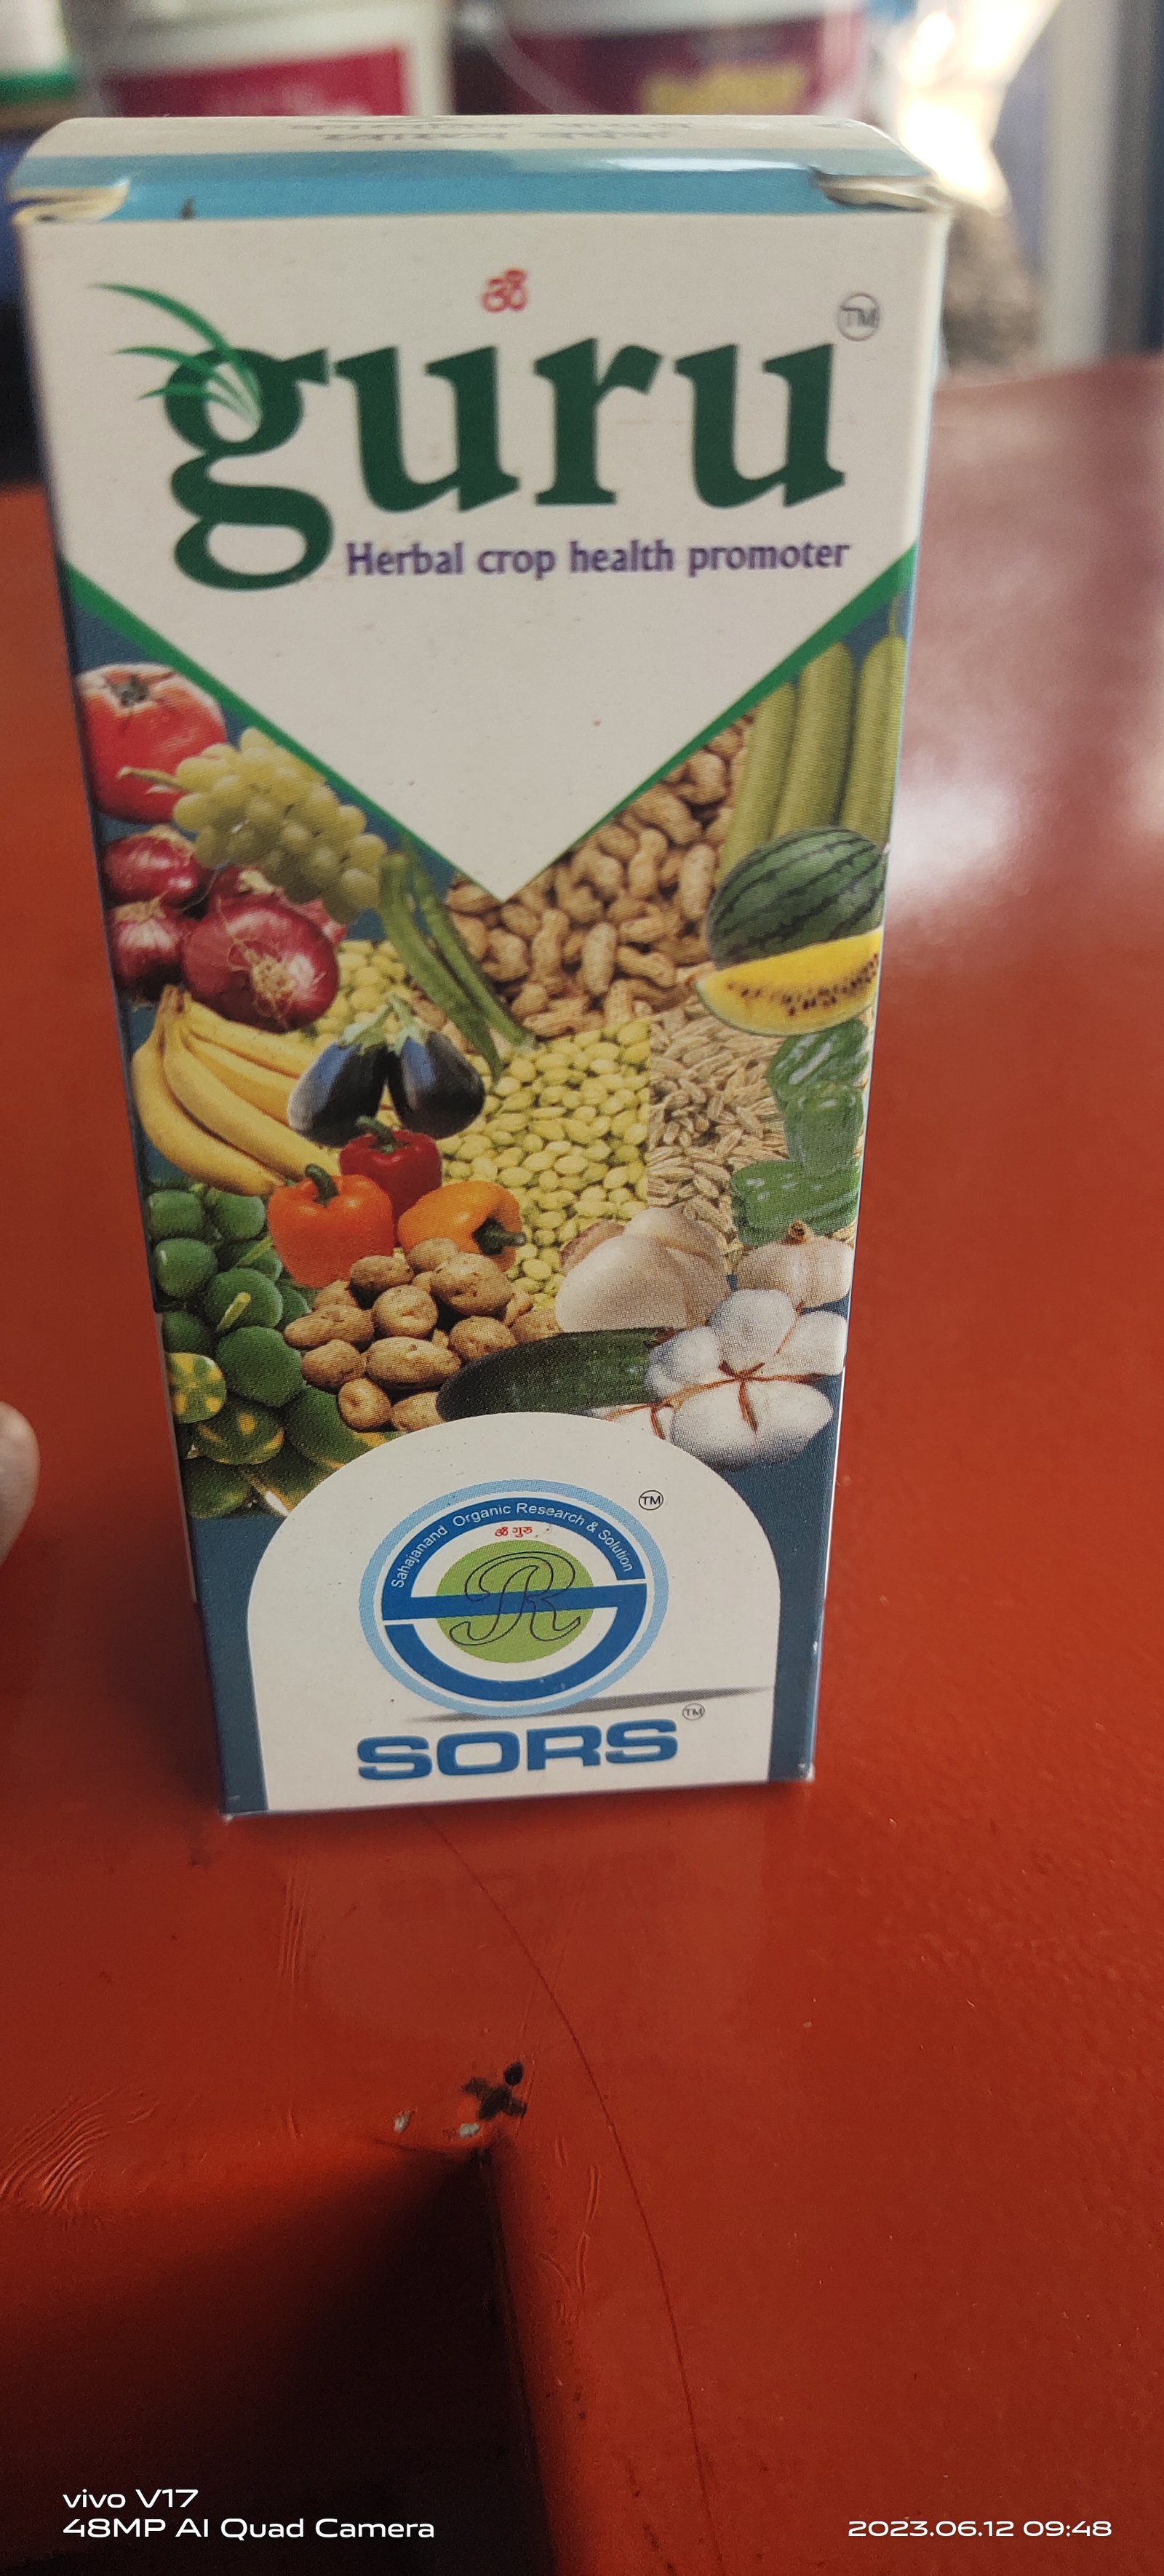 ॐ
guru TM
Herbal crop health promoter
TM
Sahajanand Organic Research & Solution
ॐ गुरु
R
SORS TM
vivo V17
48MP AI Quad Camera
2023.06.12 09:48